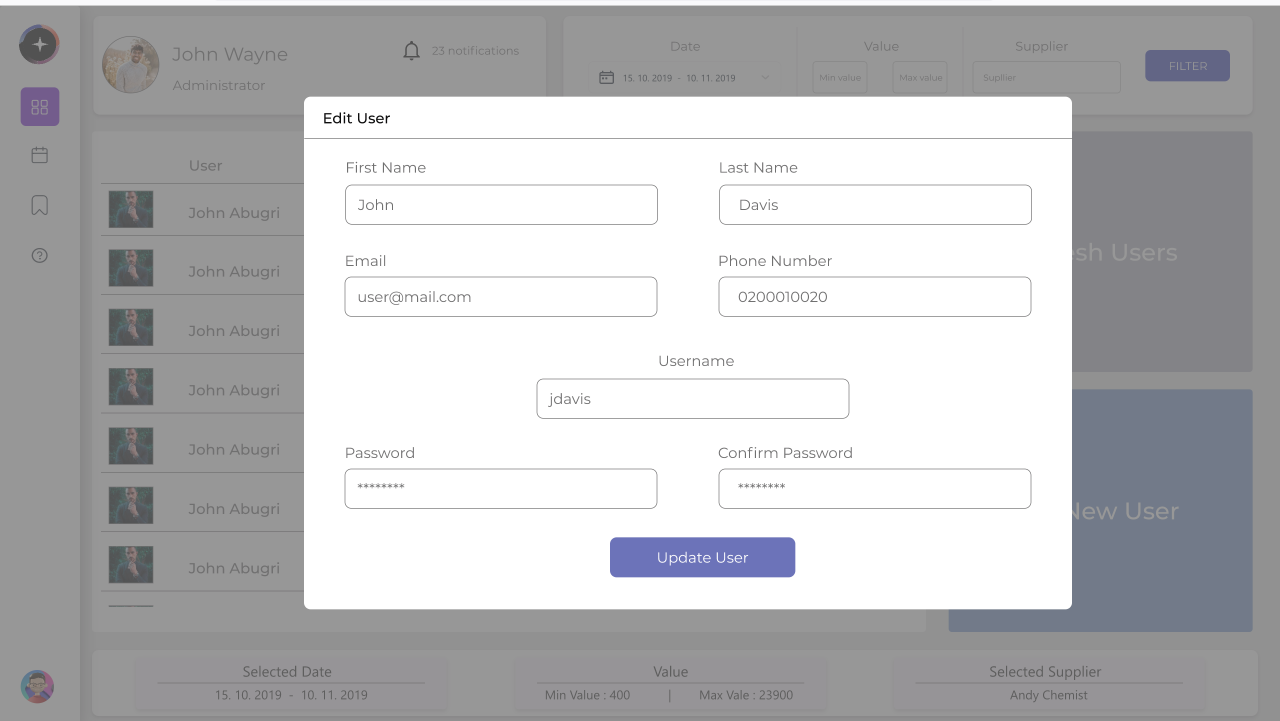 John Wayne
Administrator
23 notifications
Date
15. 10. 2019 - 10. 11. 2019
Value
Min value
Max value
Supplier
Supllier
FILTER
User
John Abugri
John Abugri
John Abugri
John Abugri
John Abugri
John Abugri
John Abugri
Edit User
First Name
John
Last Name
Davis
Email
user@mail.com
Phone Number
0200010020
Username
jdavis
Password
********
Confirm Password
********
Update User
Users
New User
Selected Date
15. 10. 2019 - 10. 11. 2019
Value
Min Value : 400 | Max Vale : 23900
Selected Supplier
Andy Chemist